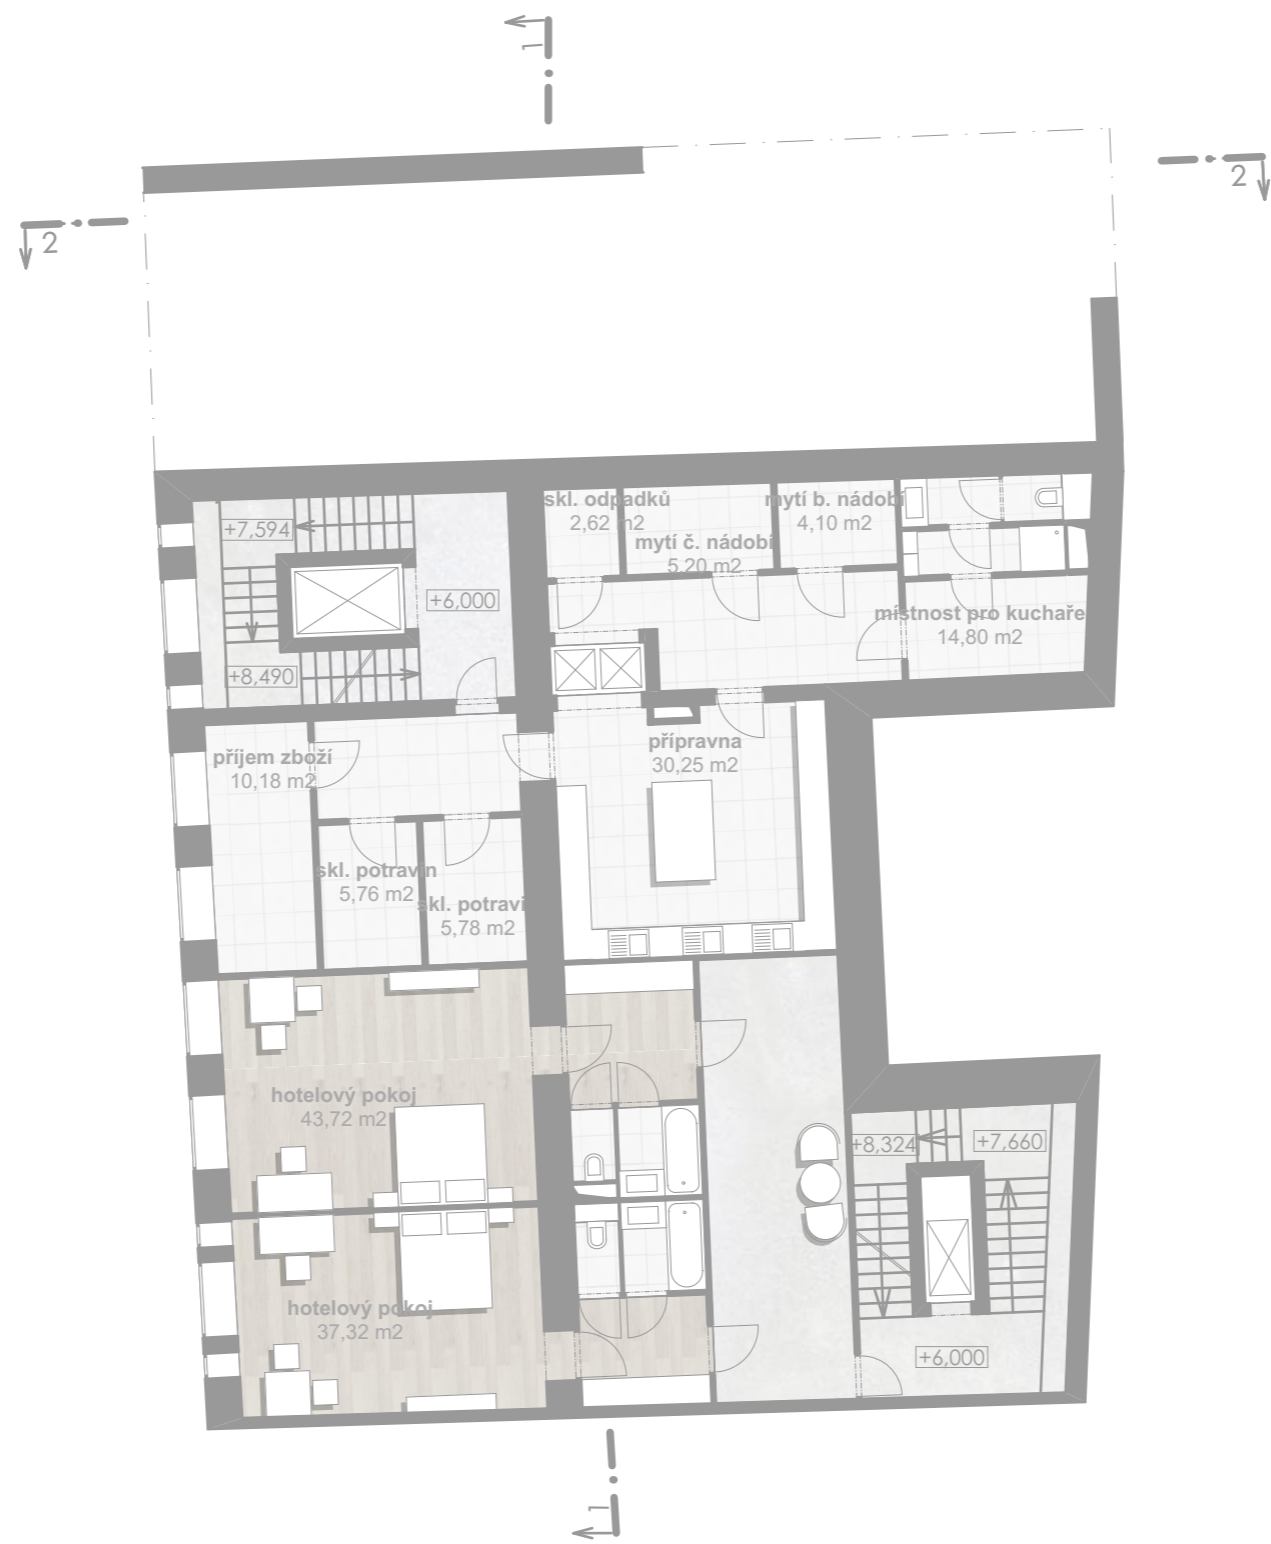 1
2
2
+7,594
skl. odpadků
2,62 m2
mytí b. nádobí
4,10 m2
mytí č. nádobí
5,20 m2
+6,000
místnost pro kuchaře
14,80 m2
+8,490
příjem zboží
10,18 m2
přípravna
30,25 m2
skl. potravin
5,76 m2
skl. potravi
5,78 m2
hotelový pokoj
43,72 m2
+8,324
+7,660
hotelový pokoj
37,32 m2
+6,000
1